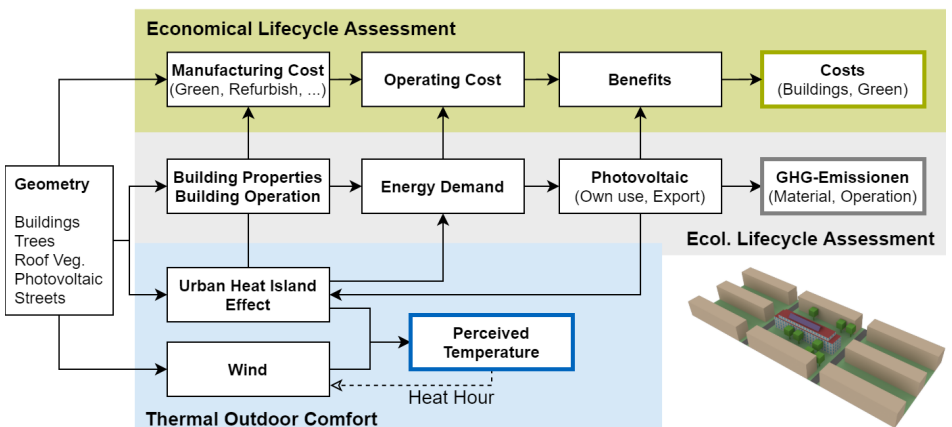 Economical Lifecycle Assessment
Manufacturing Cost
(Green, Refurbish, ...)
Operating Cost
Benefits
Costs
(Buildings, Green)
Geometry
Buildings
Trees
Roof Veg.
Photovoltaic
Streets
Building Properties
Building Operation
Energy Demand
Photovoltaic
(Own use, Export)
GHG-Emissionen
(Material, Operation)
Ecol. Lifecycle Assessment
Urban Heat Island
Effect
Perceived
Temperature
Wind
Heat Hour
Thermal Outdoor Comfort